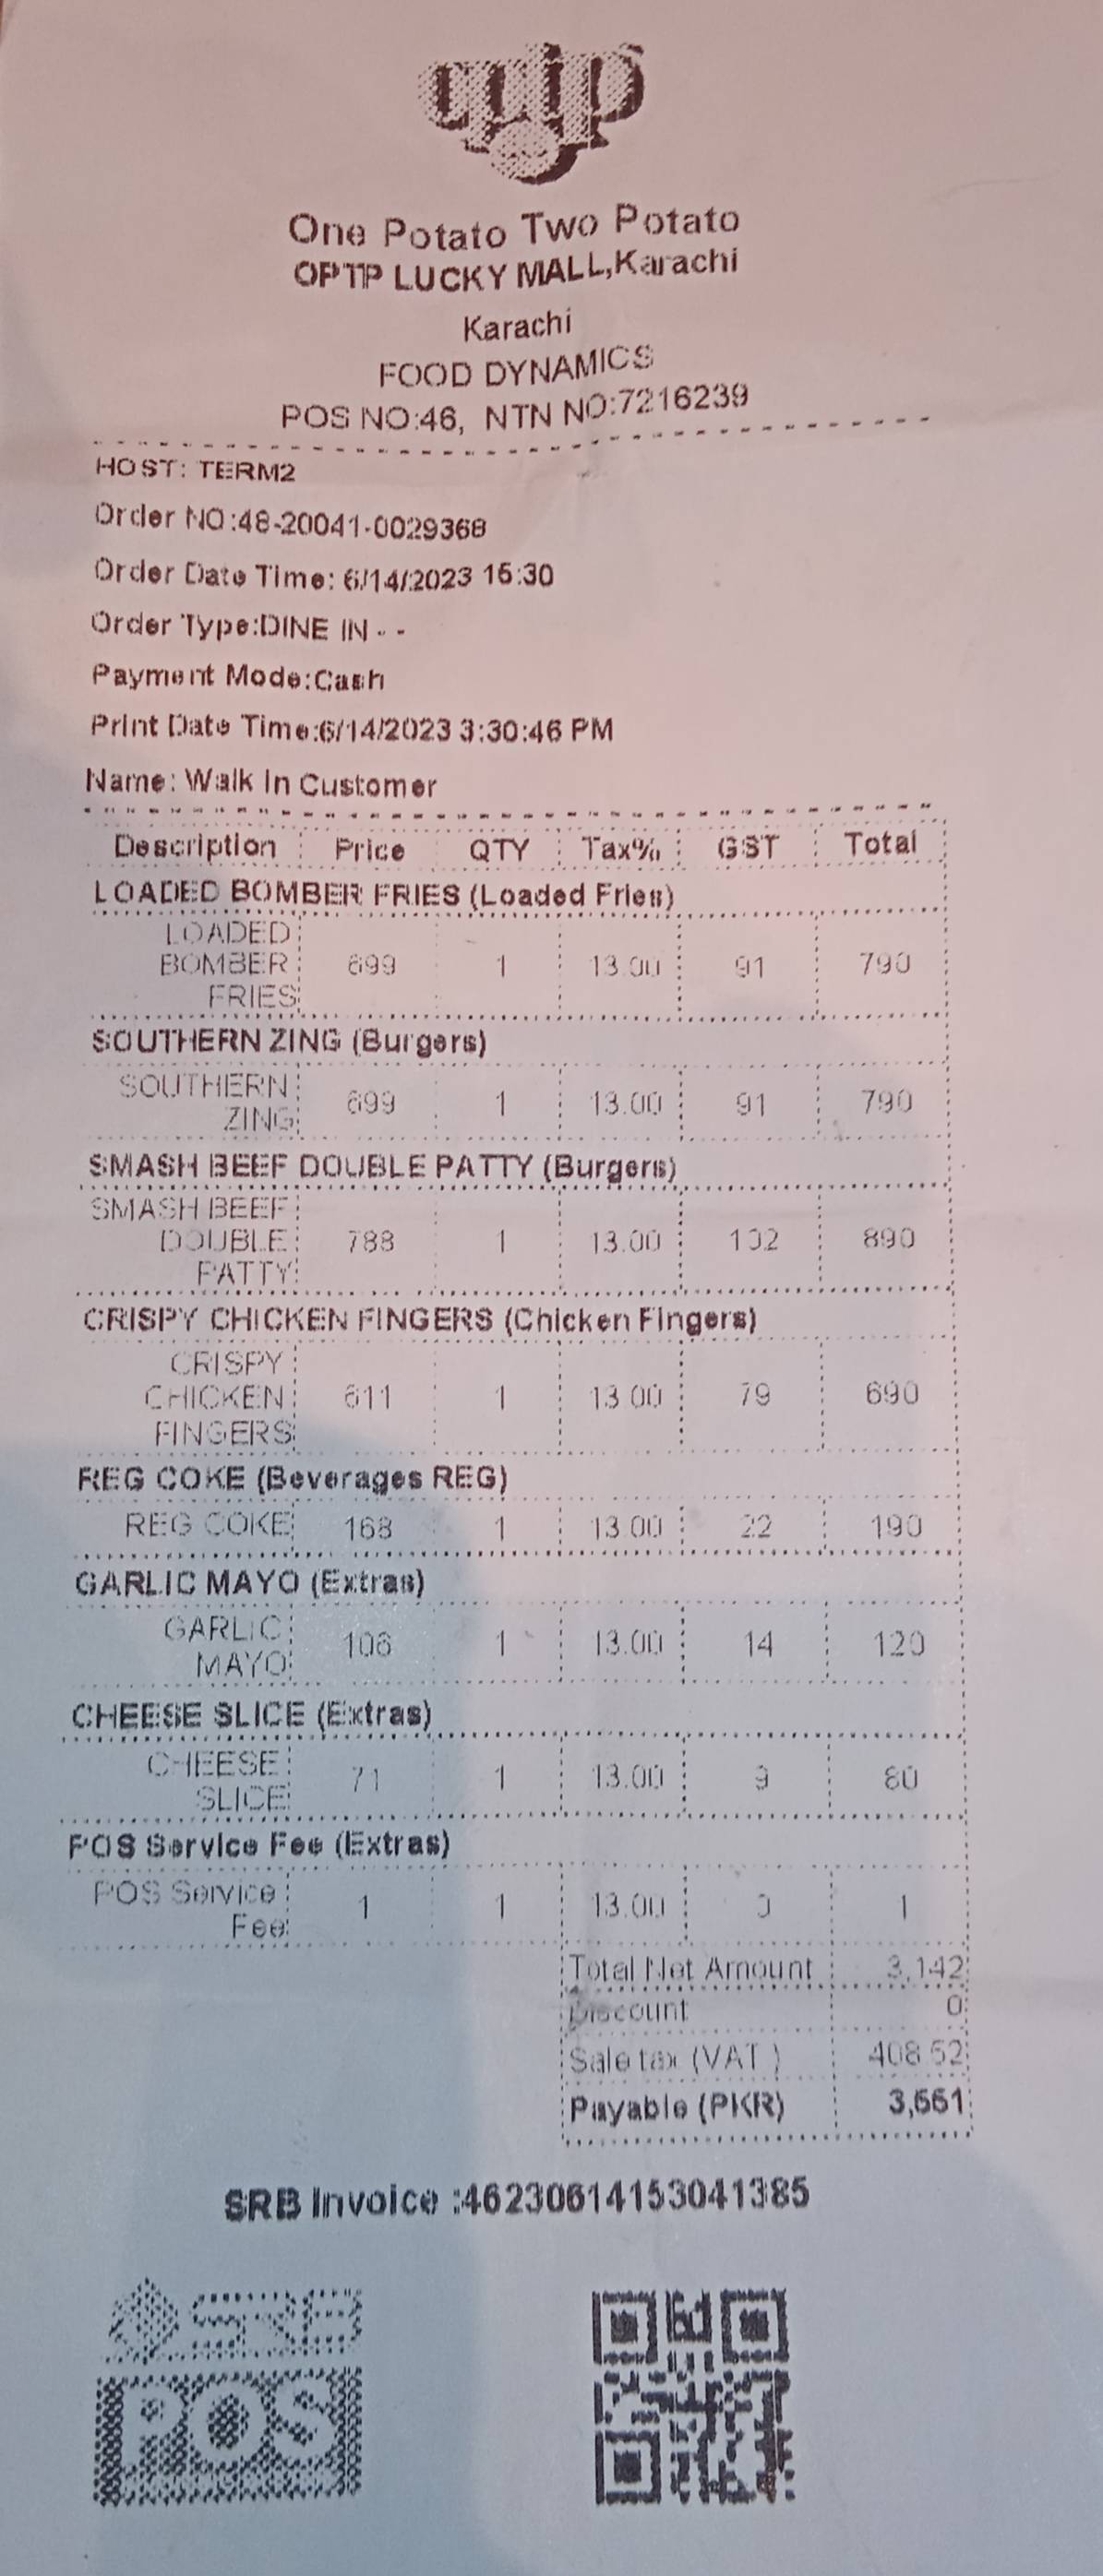 optp
One Potato Two Potato
OPTP LUCKY MALL,Karachi
Karachi
FOOD DYNAMICS
POS NO:46, NTN NO:7216239
HOST: TERM2
Order NO:48-20041-0029368
Order Date Time: 6/14/2023 15:30
Order Type:DINE IN - -
Payment Mode:Cash
Print Date Time:6/14/2023 3:30:46 PM
Name: Walk In Customer
Description Price QTY Tax% GST Total
LOADED BOMBER FRIES (Loaded Fries)
LOADED
BOMBER 699 1 13.00 91 790
FRIES
SOUTHERN ZING (Burgers)
SOUTHERN
ZING 699 1 13.00 91 790
SMASH BEEF DOUBLE PATTY (Burgers)
SMASH BEEF
DOUBLE 788 1 13.00 102 890
PATTY
CRISPY CHICKEN FINGERS (Chicken Fingers)
CRISPY
CHICKEN 611 1 13.00 79 690
FINGERS
REG COKE (Beverages REG)
REG COKE 168 1 13.00 22 190
GARLIC MAYO (Extras)
GARLIC
MAYO 106 1 13.00 14 120
CHEESE SLICE (Extras)
CHEESE
SLICE 71 1 13.00 9 80
POS Service Fee (Extras)
POS Service
Fee 1 1 13.00 0 1
Total Net Amount 3,142
Discount 0
Sale tax (VAT ) 408.52
Payable (PKR) 3,551
SRB Invoice :46230614153041385
SRB
POS